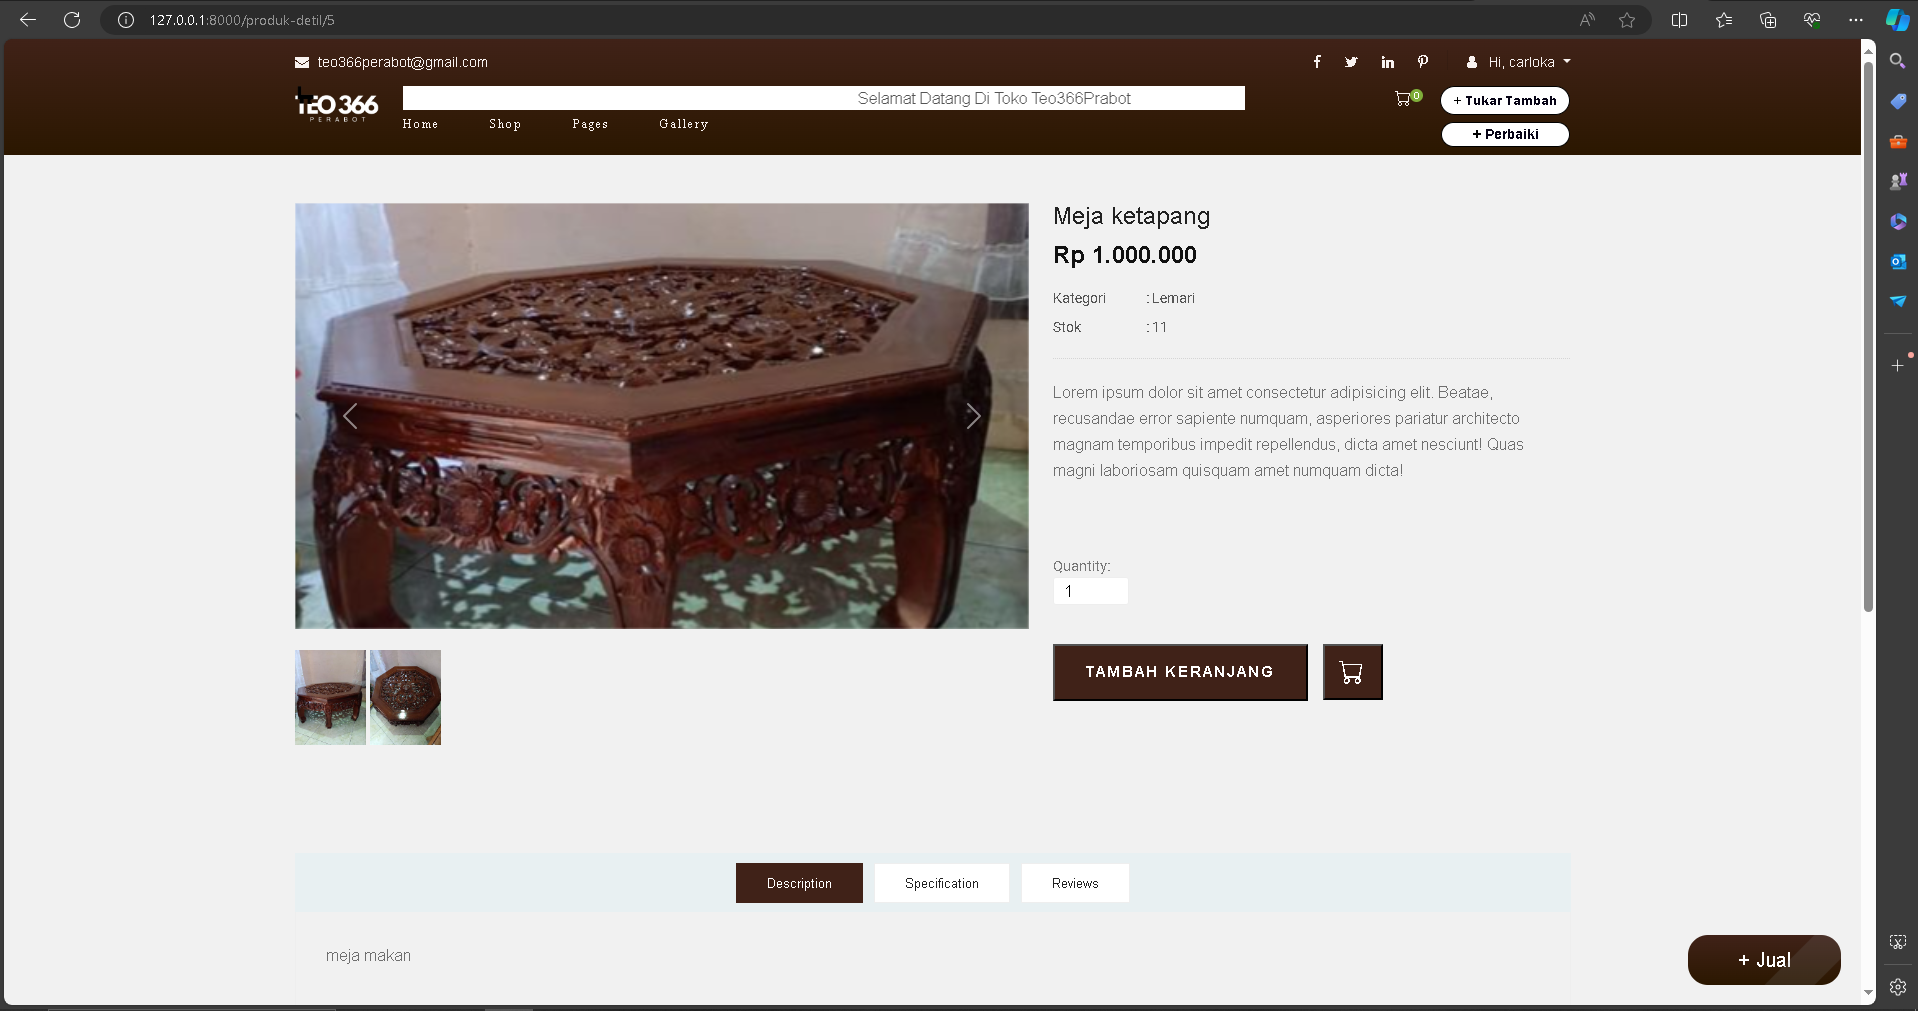 127.0.0.1:8000/produk-detil/5
teo366perabot@gmail.com
Hi, carloka
TEO 366
PERABOT
Selamat Datang Di Toko Teo366Prabot
0
+ Tukar Tambah
Home Shop Pages Gallery
+ Perbaiki
Meja ketapang
Rp 1.000.000
Kategori : Lemari
Stok : 11
Lorem ipsum dolor sit amet consectetur adipisicing elit. Beatae,
recusandae error sapiente numquam, asperiores pariatur architecto
magnam temporibus impedit repellendus, dicta amet nesciunt! Quas
magni laboriosam quisquam amet numquam dicta!
Quantity:
1
TAMBAH KERANJANG
Description Specification Reviews
meja makan
+ Jual